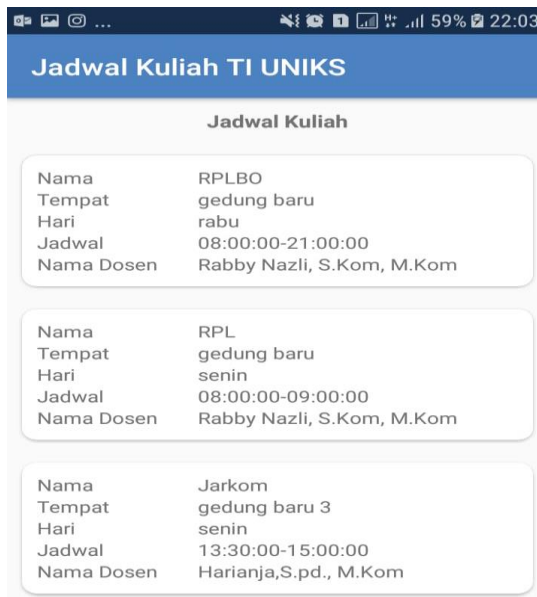 ... 1 59% 22:03
Jadwal Kuliah TI UNIKS
Jadwal Kuliah
Nama RPLBO
Tempat gedung baru
Hari rabu
Jadwal 08:00:00-21:00:00
Nama Dosen Rabby Nazli, S.Kom, M.Kom
Nama RPL
Tempat gedung baru
Hari senin
Jadwal 08:00:00-09:00:00
Nama Dosen Rabby Nazli, S.Kom, M.Kom
Nama Jarkom
Tempat gedung baru 3
Hari senin
Jadwal 13:30:00-15:00:00
Nama Dosen Harianja,S.pd., M.Kom